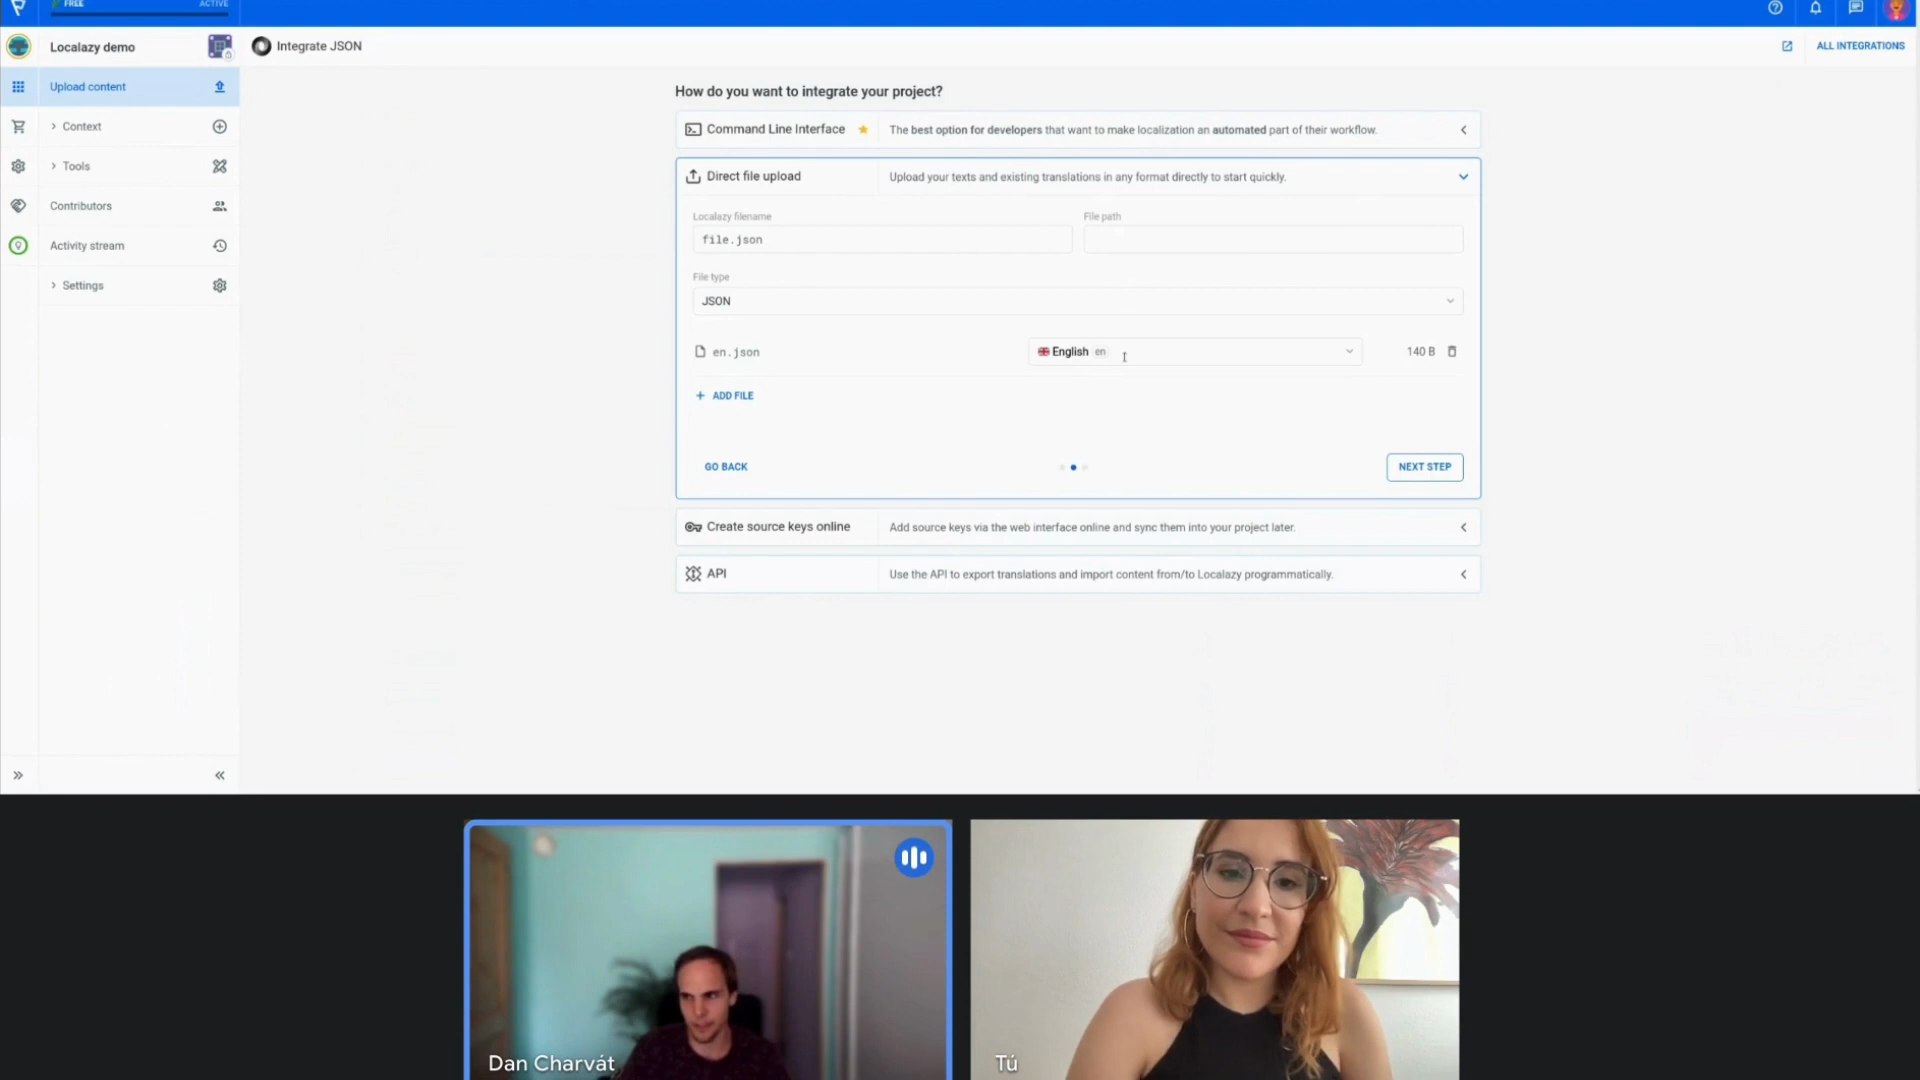 FREE
ACTIVE
Localazy demo
Integrate JSON
ALL INTEGRATIONS
Upload content
Context
Tools
Contributors
Activity stream
Settings
How do you want to integrate your project?
Command Line Interface
The best option for developers that want to make localization an automated part of their workflow.
Direct file upload
Upload your texts and existing translations in any format directly to start quickly.
Localazy filename
File path
file.json
File type
JSON
en.json
English en
140 B
+ ADD FILE
GO BACK
NEXT STEP
Create source keys online
Add source keys via the web interface online and sync them into your project later.
API
Use the API to export translations and import content from/to Localazy programmatically.
Dan Charvát
Tú